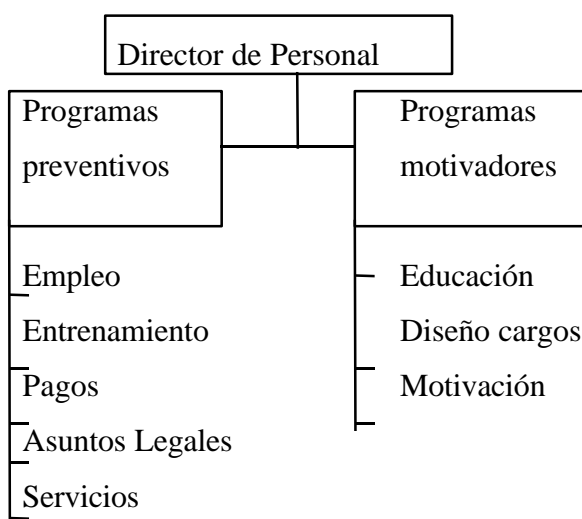 Director de Personal
Programas
preventivos
Programas
motivadores
Empleo
Entrenamiento
Pagos
Asuntos Legales
Servicios
Educación
Diseño cargos
Motivación